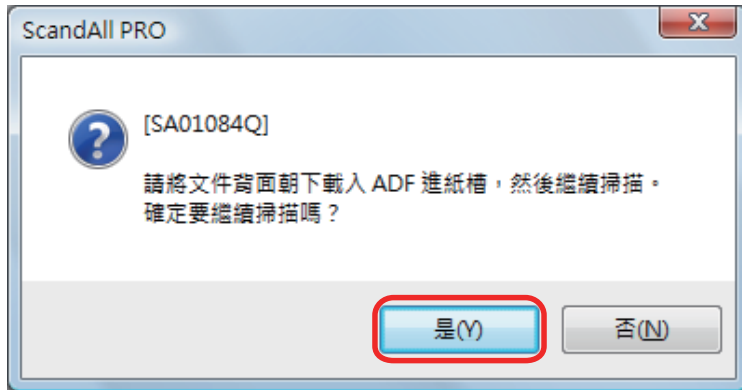 ScandAll PRO
[SA01084Q]
請將文件背面朝下載入 ADF 進紙槽，然後繼續掃描。
確定要繼續掃描嗎？
是(Y)
否(N)